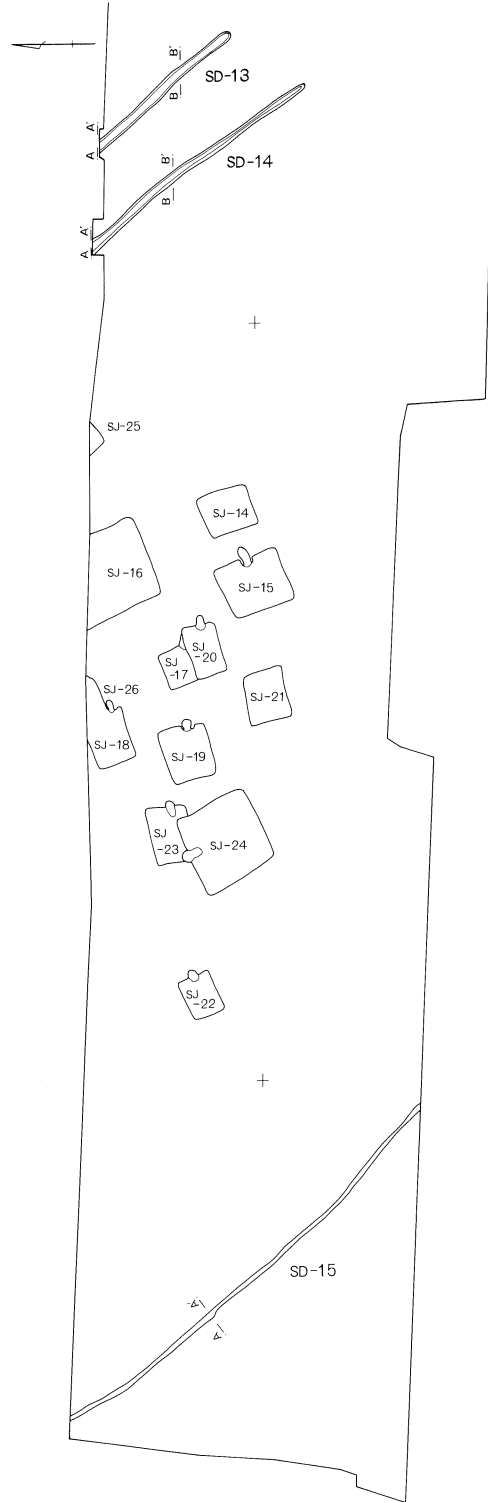 B'
SD-13
B
A'
A
B'
SD-14
B
A'
A
SJ-25
SJ-14
SJ-16
SJ-15
SJ
-20
SJ
-17
SJ-26
SJ-21
SJ-18
SJ-19
SJ
-23
SJ-24
SJ
-22
SD-15
A'
A